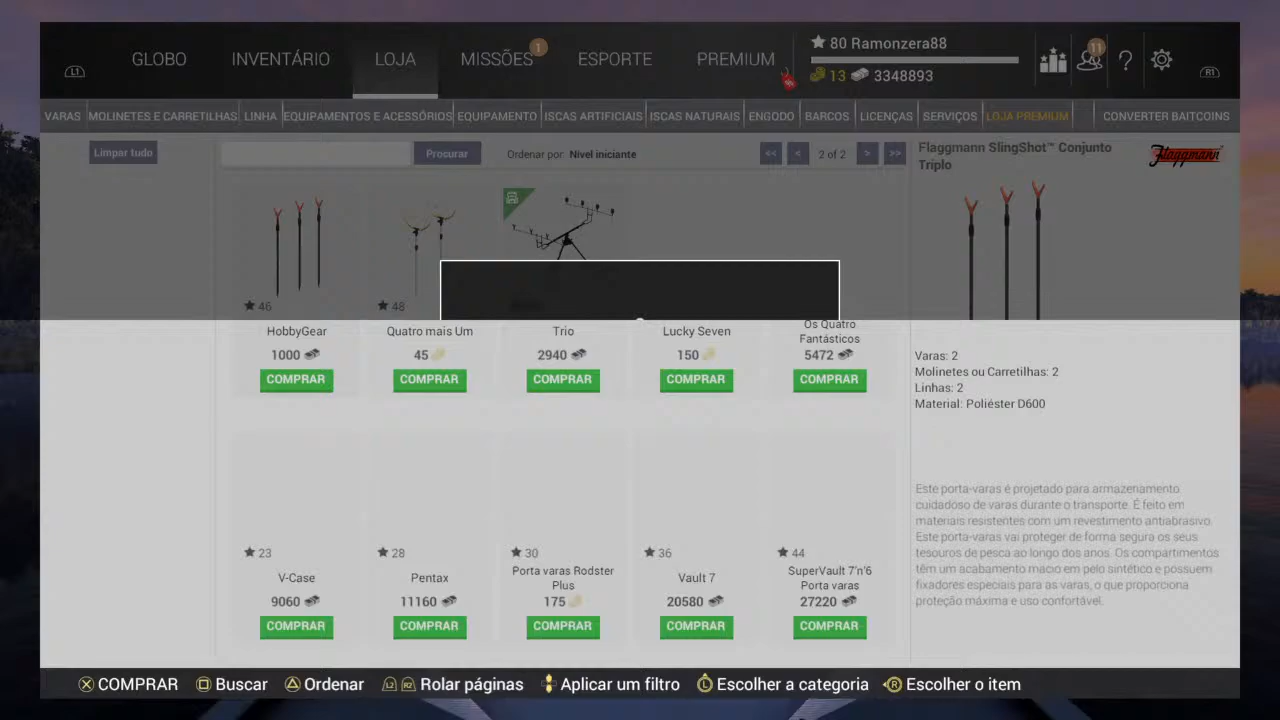 L1
GLOBO
INVENTÁRIO
LOJA
MISSÕES
1
ESPORTE
PREMIUM
80 Ramonzera88
13
3348893
11
?
R1
VARAS
MOLINETES E CARRETILHAS
LINHA
EQUIPAMENTOS E ACESSÓRIOS
EQUIPAMENTO
ISCAS ARTIFICIAIS
ISCAS NATURAIS
ENGODO
BARCOS
LICENÇAS
SERVIÇOS
LOJA PREMIUM
CONVERTER BAITCOINS
Limpar tudo
Procurar
Ordenar por: Nível iniciante
<<
<
2 of 2
>
>>
Flaggmann SlingShot™ Conjunto
Triplo
Flaggmann
46
48
HobbyGear
Quatro mais Um
Trio
Lucky Seven
Os Quatro
Fantásticos
1000
45
2940
150
5472
COMPRAR
COMPRAR
COMPRAR
COMPRAR
COMPRAR
Varas: 2
Molinetes ou Carretilhas: 2
Linhas: 2
Material: Poliéster D600
Este porta-varas é projetado para armazenamento
cuidadoso de varas durante o transporte. É feito em
materiais resistentes com um revestimento antiabrasivo.
Este porta-varas vai proteger de forma segura os seus
tesouros de pesca ao longo dos anos. Os compartimentos
têm um acabamento macio em pelo sintético e possuem
fixadores especiais para as varas, o que proporciona
proteção máxima e uso confortável.
23
28
30
36
44
V-Case
Pentax
Porta varas Rodster
Plus
Vault 7
SuperVault 7'n'6
Porta varas
9060
11160
175
20580
27220
COMPRAR
COMPRAR
COMPRAR
COMPRAR
COMPRAR
COMPRAR
Buscar
Ordenar
L2 R2 Rolar páginas
Aplicar um filtro
L Escolher a categoria
R Escolher o item